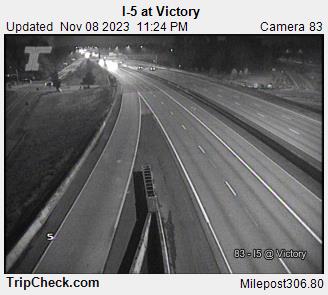 I-5 at Victory
Updated Nov 08 2023 11:24 PM Camera 83
S
83 - I5 @ Victory
TripCheck.com Milepost306.80